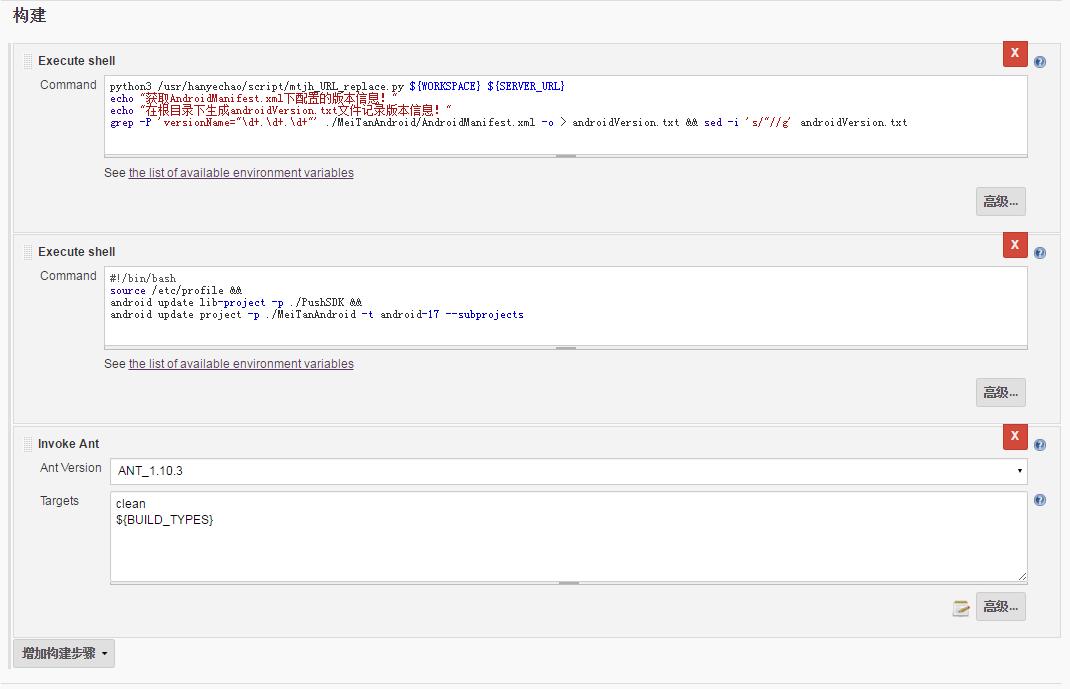 构建
Execute shell
X
Command
python3 /usr/hanyechao/script/mtjh_URL_replace.py ${WORKSPACE} ${SERVER_URL}
echo "获取AndroidManifest.xml下配置的版本信息！"
echo "在根目录下生成androidVersion.txt文件记录版本信息！"
grep -P 'versionName="\d+.\d+.\d+"' ./MeiTanAndroid/AndroidManifest.xml -o > androidVersion.txt && sed -i 's/"//g' androidVersion.txt
See the list of available environment variables
高级...
Execute shell
X
Command
#!/bin/bash
source /etc/profile &&
android update lib-project -p ./PushSDK &&
android update project -p ./MeiTanAndroid -t android-17 --subprojects
See the list of available environment variables
高级...
Invoke Ant
X
Ant Version
ANT_1.10.3
Targets
clean
${BUILD_TYPES}
高级...
增加构建步骤